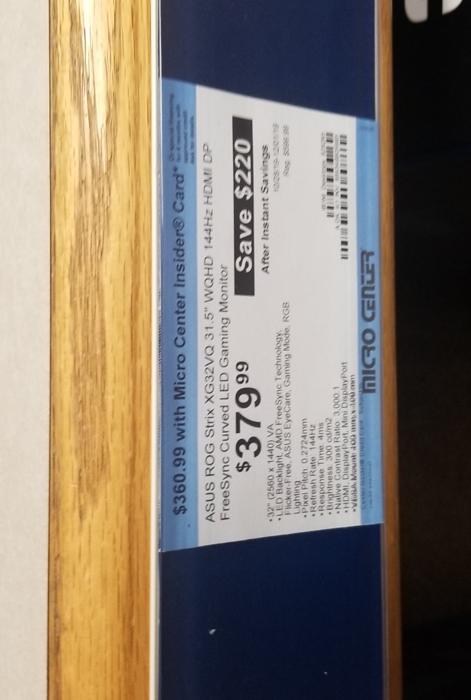 $360.99 with Micro Center Insider® Card*
ASUS ROG Strix XG32VQ 31.5" WQHD 144Hz HDMI DP
FreeSync Curved LED Gaming Monitor
$379.99
Save $220
After Instant Savings
•32" (2560 x 1440) VA
•LED Backlight, AMD FreeSync Technology,
Flicker-Free, ASUS EyeCare, Gaming Mode, RGB
Lighting
•Pixel Pitch: 0.2724mm
•Refresh Rate: 144Hz
•Response Time: 4ms
•Brightness: 300 cd/m2
•Native Contrast Ratio: 3,000:1
•HDMI, DisplayPort, Mini DisplayPort
•VESA Mount
MICRO CENTER